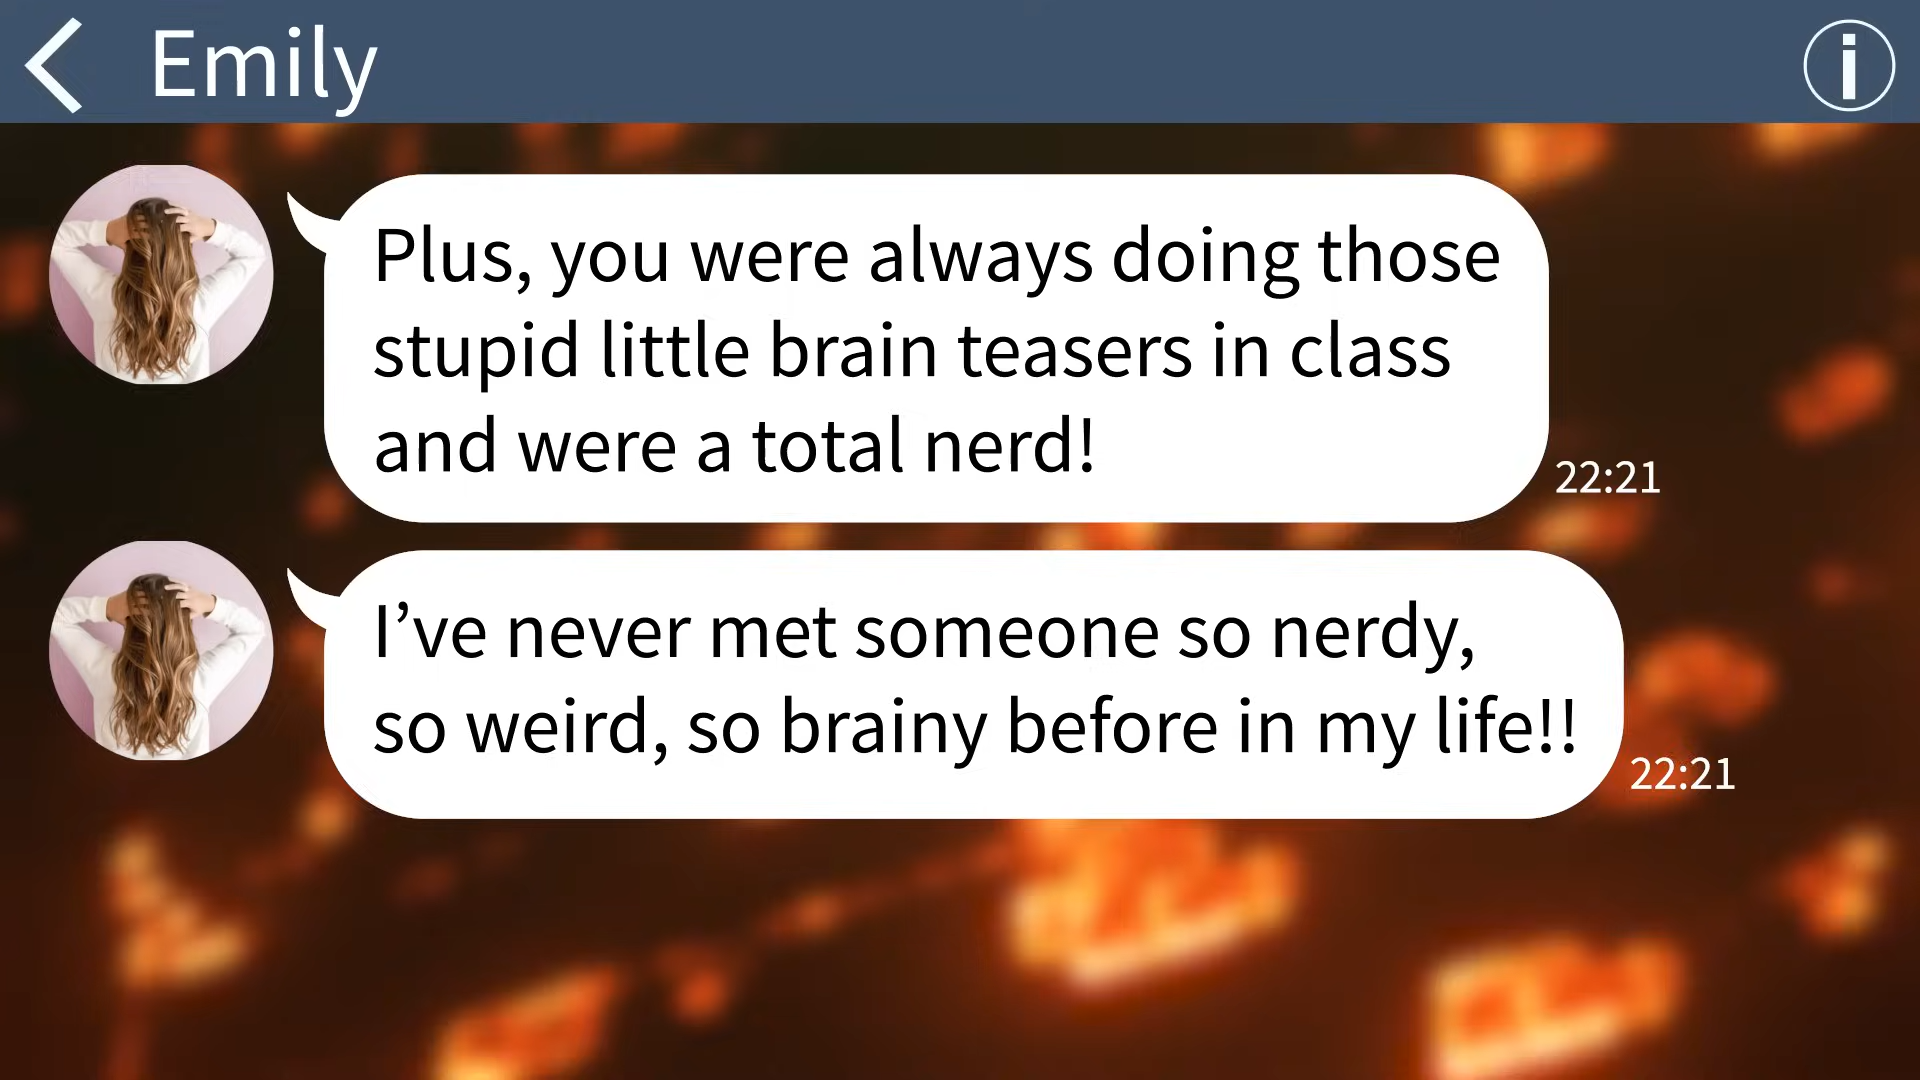 Emily
Plus, you were always doing those
stupid little brain teasers in class
and were a total nerd!
22:21
I’ve never met someone so nerdy,
so weird, so brainy before in my life!!
22:21